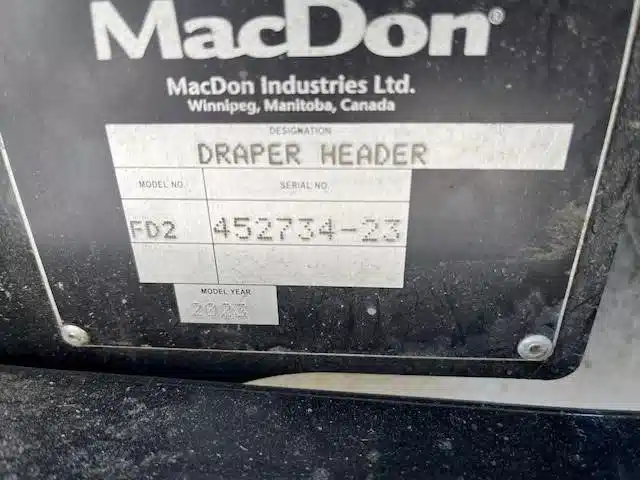 MacDon®
MacDon Industries Ltd.
Winnipeg, Manitoba, Canada
DESIGNATION
DRAPER HEADER
MODEL NO. SERIAL NO.
FD2 452734-23
MODEL YEAR
2023